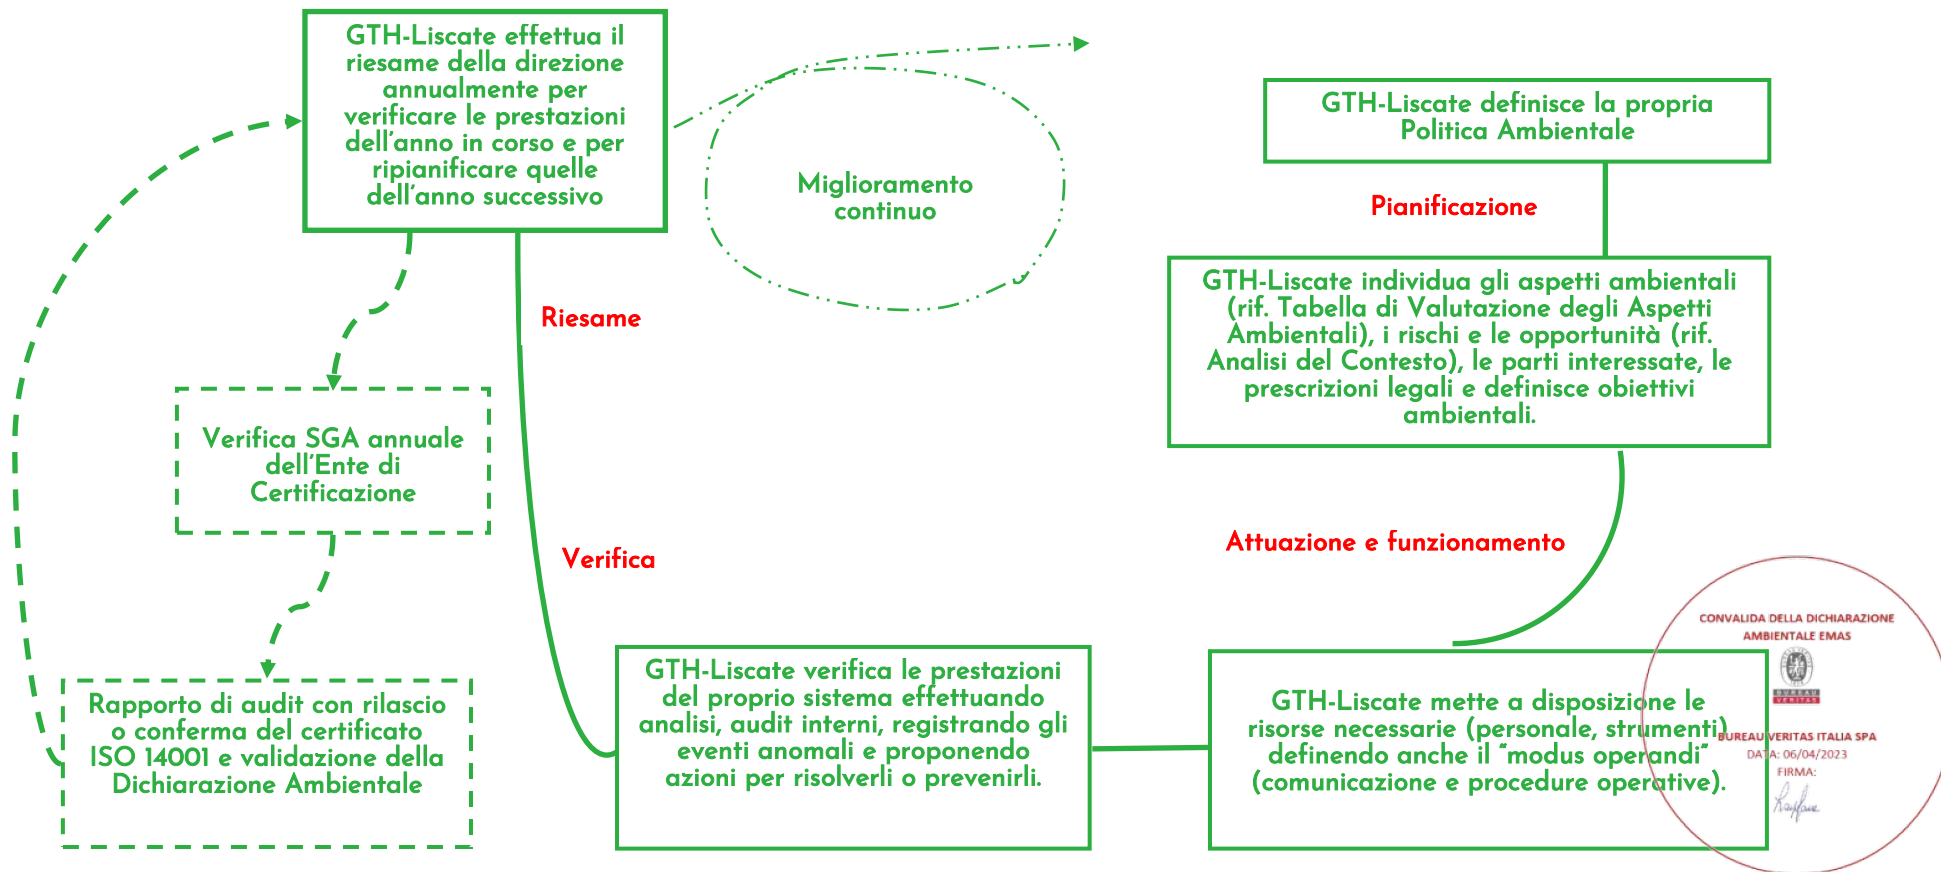 GTH-Liscate effettua il
riesame della direzione
annualmente per
verificare le prestazioni
dell'anno in corso e per
ripianificare quelle
dell'anno successivo
Miglioramento
continuo
GTH-Liscate definisce la propria
Politica Ambientale
Pianificazione
GTH-Liscate individua gli aspetti ambientali
(rif. Tabella di Valutazione degli Aspetti
Ambientali), i rischi e le opportunità (rif.
Analisi del Contesto), le parti interessate, le
prescrizioni legali e definisce obiettivi
ambientali.
Riesame
Verifica SGA annuale
dell'Ente di
Certificazione
Verifica
Attuazione e funzionamento
Rapporto di audit con rilascio
o conferma del certificato
ISO 14001 e validazione della
Dichiarazione Ambientale
GTH-Liscate verifica le prestazioni
del proprio sistema effettuando
analisi, audit interni, registrando gli
eventi anomali e proponendo
azioni per risolverli o prevenirli.
GTH-Liscate mette a disposizione le
risorse necessarie (personale, strumenti)
definendo anche il "modus operandi"
(comunicazione e procedure operative).
CONVALIDA DELLA DICHIARAZIONE
AMBIENTALE EMAS
BUREAU
VERITAS
BUREAU VERITAS ITALIA SPA
DATA: 06/04/2023
FIRMA: